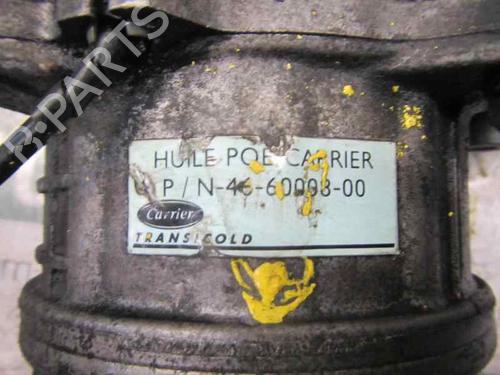 B-PARTS
HUILE POE CARRIER
P/N-46-60008-00
Carrier
TRANSICOLD